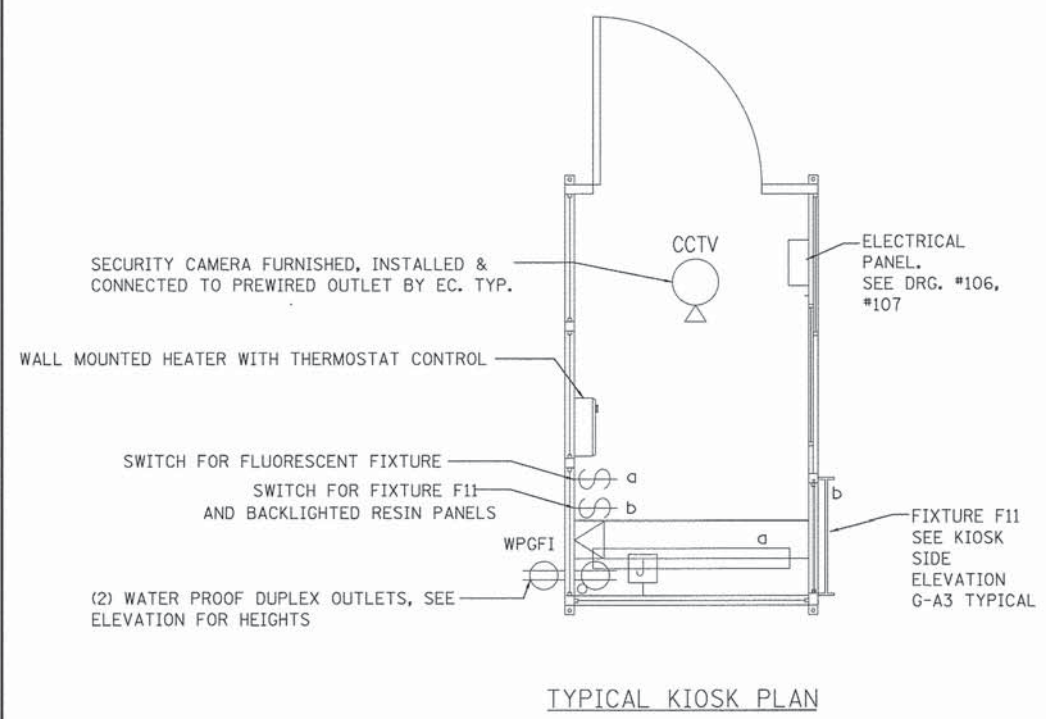 CCTV
ELECTRICAL
PANEL.
SEE DRG. #106,
#107
SECURITY CAMERA FURNISHED, INSTALLED &
CONNECTED TO PREWIRED OUTLET BY EC. TYP.
WALL MOUNTED HEATER WITH THERMOSTAT CONTROL
SWITCH FOR FLUORESCENT FIXTURE
a
SWITCH FOR FIXTURE F11
AND BACKLIGHTED RESIN PANELS
b
b
WPGFI
a
J
FIXTURE F11
SEE KIOSK
SIDE
ELEVATION
G-A3 TYPICAL
(2) WATER PROOF DUPLEX OUTLETS, SEE
ELEVATION FOR HEIGHTS
TYPICAL KIOSK PLAN